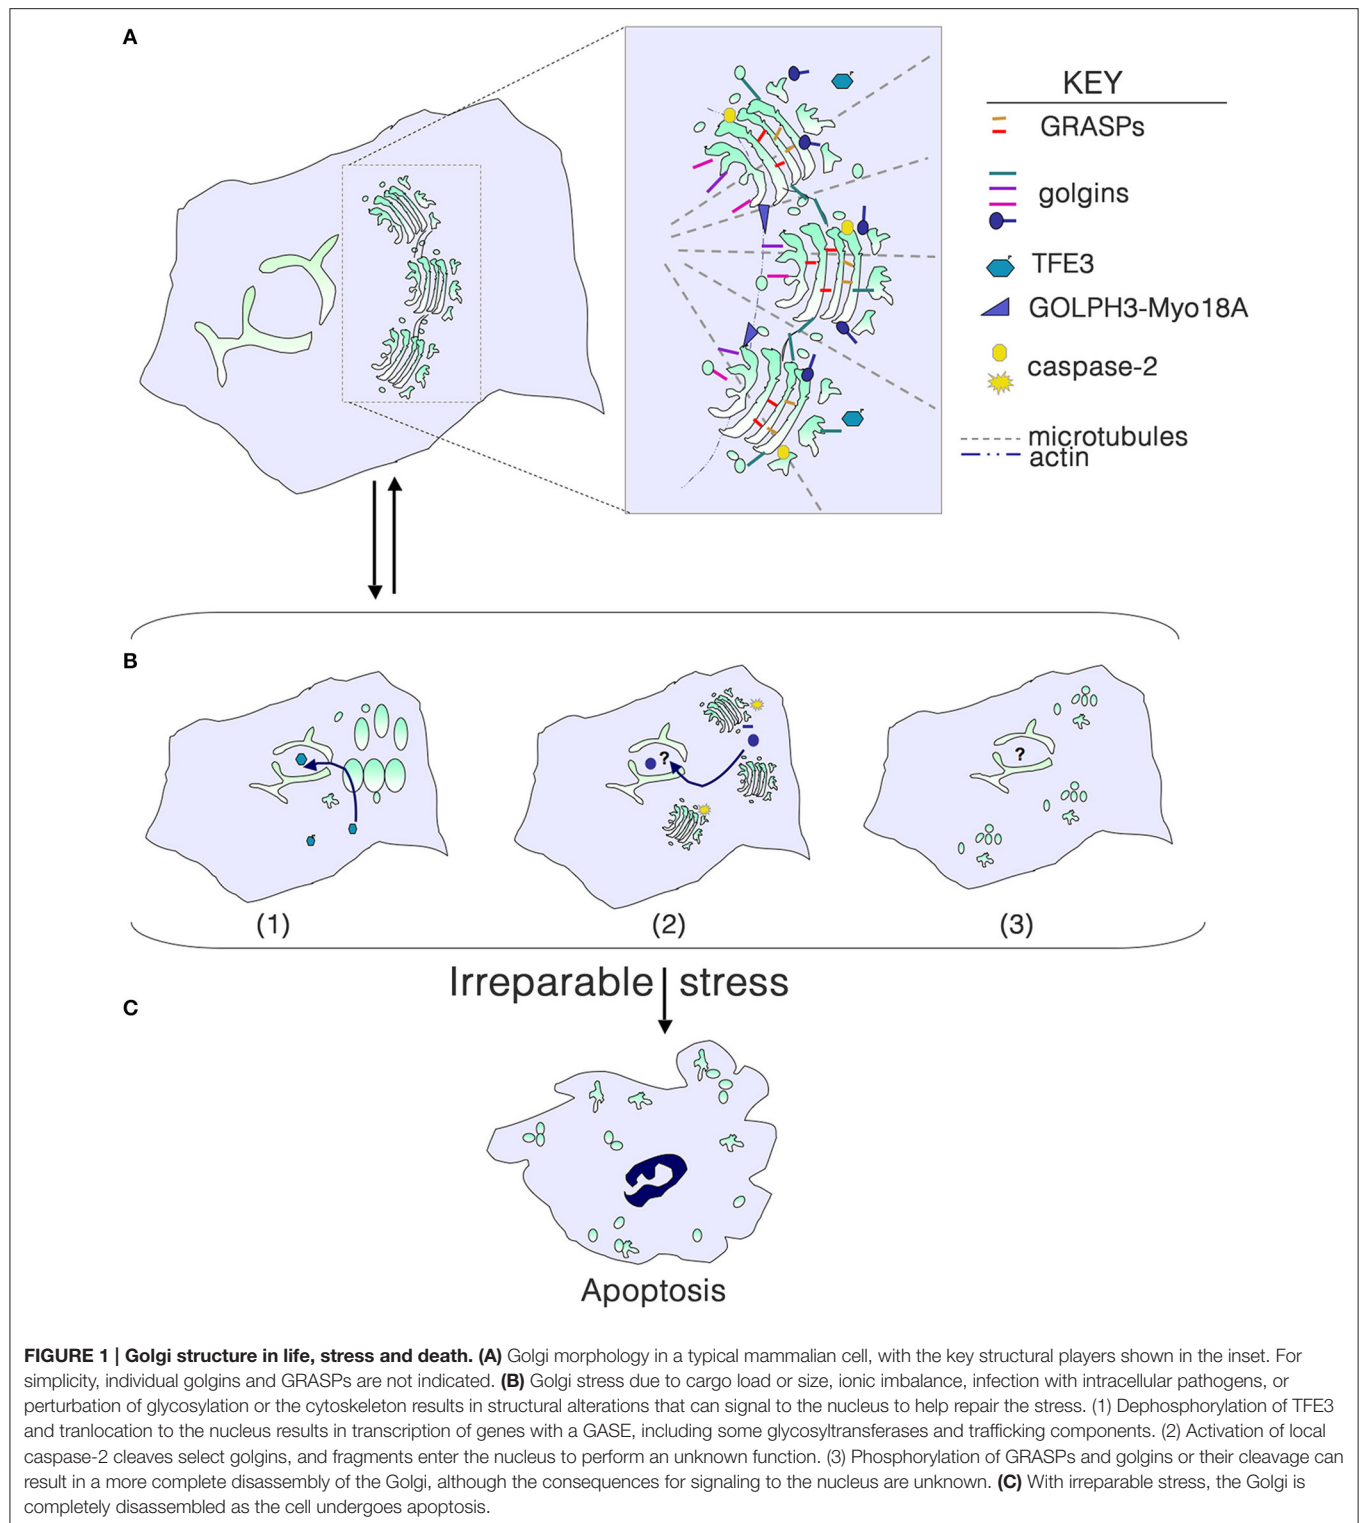 A
KEY
GRASPs
golgins
TFE3
GOLPH3-Myo18A
caspase-2
microtubules
actin
B
?
?
(1)
(2)
(3)
Irreparable stress
C
Apoptosis
FIGURE 1 | Golgi structure in life, stress and death. (A) Golgi morphology in a typical mammalian cell, with the key structural players shown in the inset. For
simplicity, individual golgins and GRASPs are not indicated. (B) Golgi stress due to cargo load or size, ionic imbalance, infection with intracellular pathogens, or
perturbation of glycosylation or the cytoskeleton results in structural alterations that can signal to the nucleus to help repair the stress. (1) Dephosphorylation of TFE3
and tranlocation to the nucleus results in transcription of genes with a GASE, including some glycosyltransferases and trafficking components. (2) Activation of local
caspase-2 cleaves select golgins, and fragments enter the nucleus to perform an unknown function. (3) Phosphorylation of GRASPs and golgins or their cleavage can
result in a more complete disassembly of the Golgi, although the consequences for signaling to the nucleus are unknown. (C) With irreparable stress, the Golgi is
completely disassembled as the cell undergoes apoptosis.